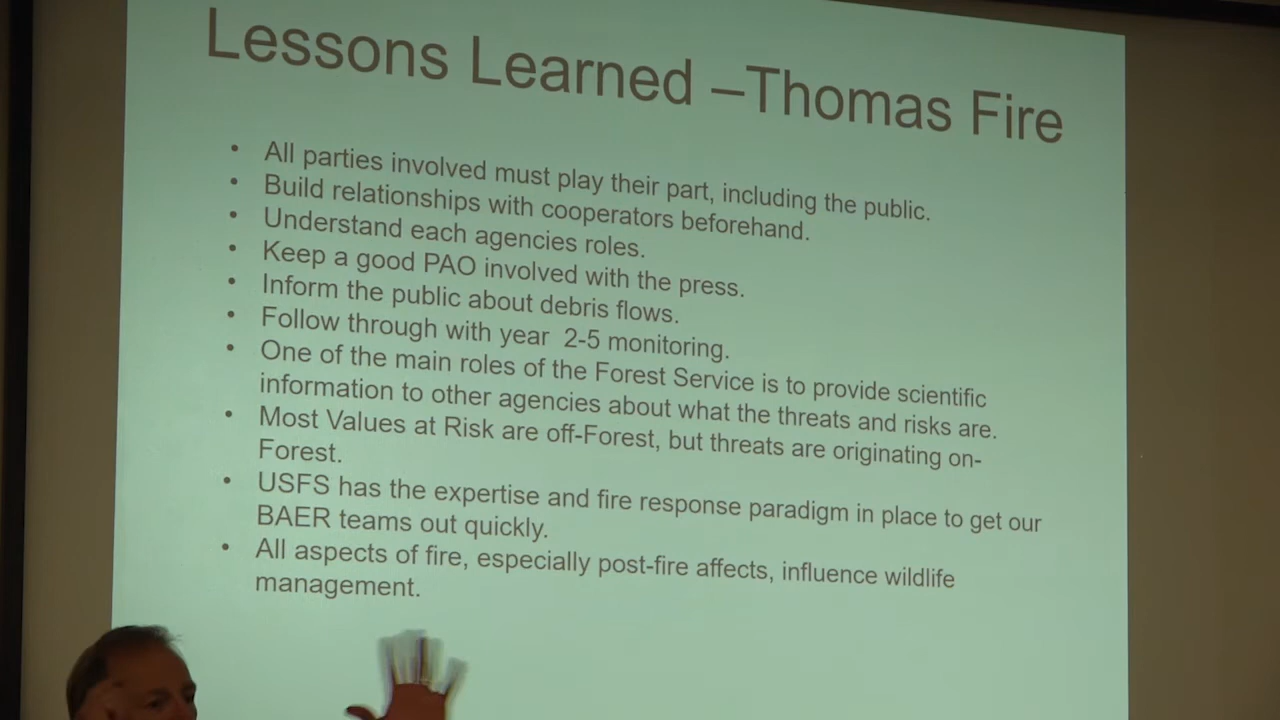 Lessons Learned –Thomas Fire
• All parties involved must play their part, including the public.
• Build relationships with cooperators beforehand.
• Understand each agencies roles.
• Keep a good PAO involved with the press.
• Inform the public about debris flows.
• Follow through with year 2-5 monitoring.
• One of the main roles of the Forest Service is to provide scientific
information to other agencies about what the threats and risks are.
• Most Values at Risk are off-Forest, but threats are originating on-
Forest.
• USFS has the expertise and fire response paradigm in place to get our
BAER teams out quickly.
• All aspects of fire, especially post-fire affects, influence wildlife
management.